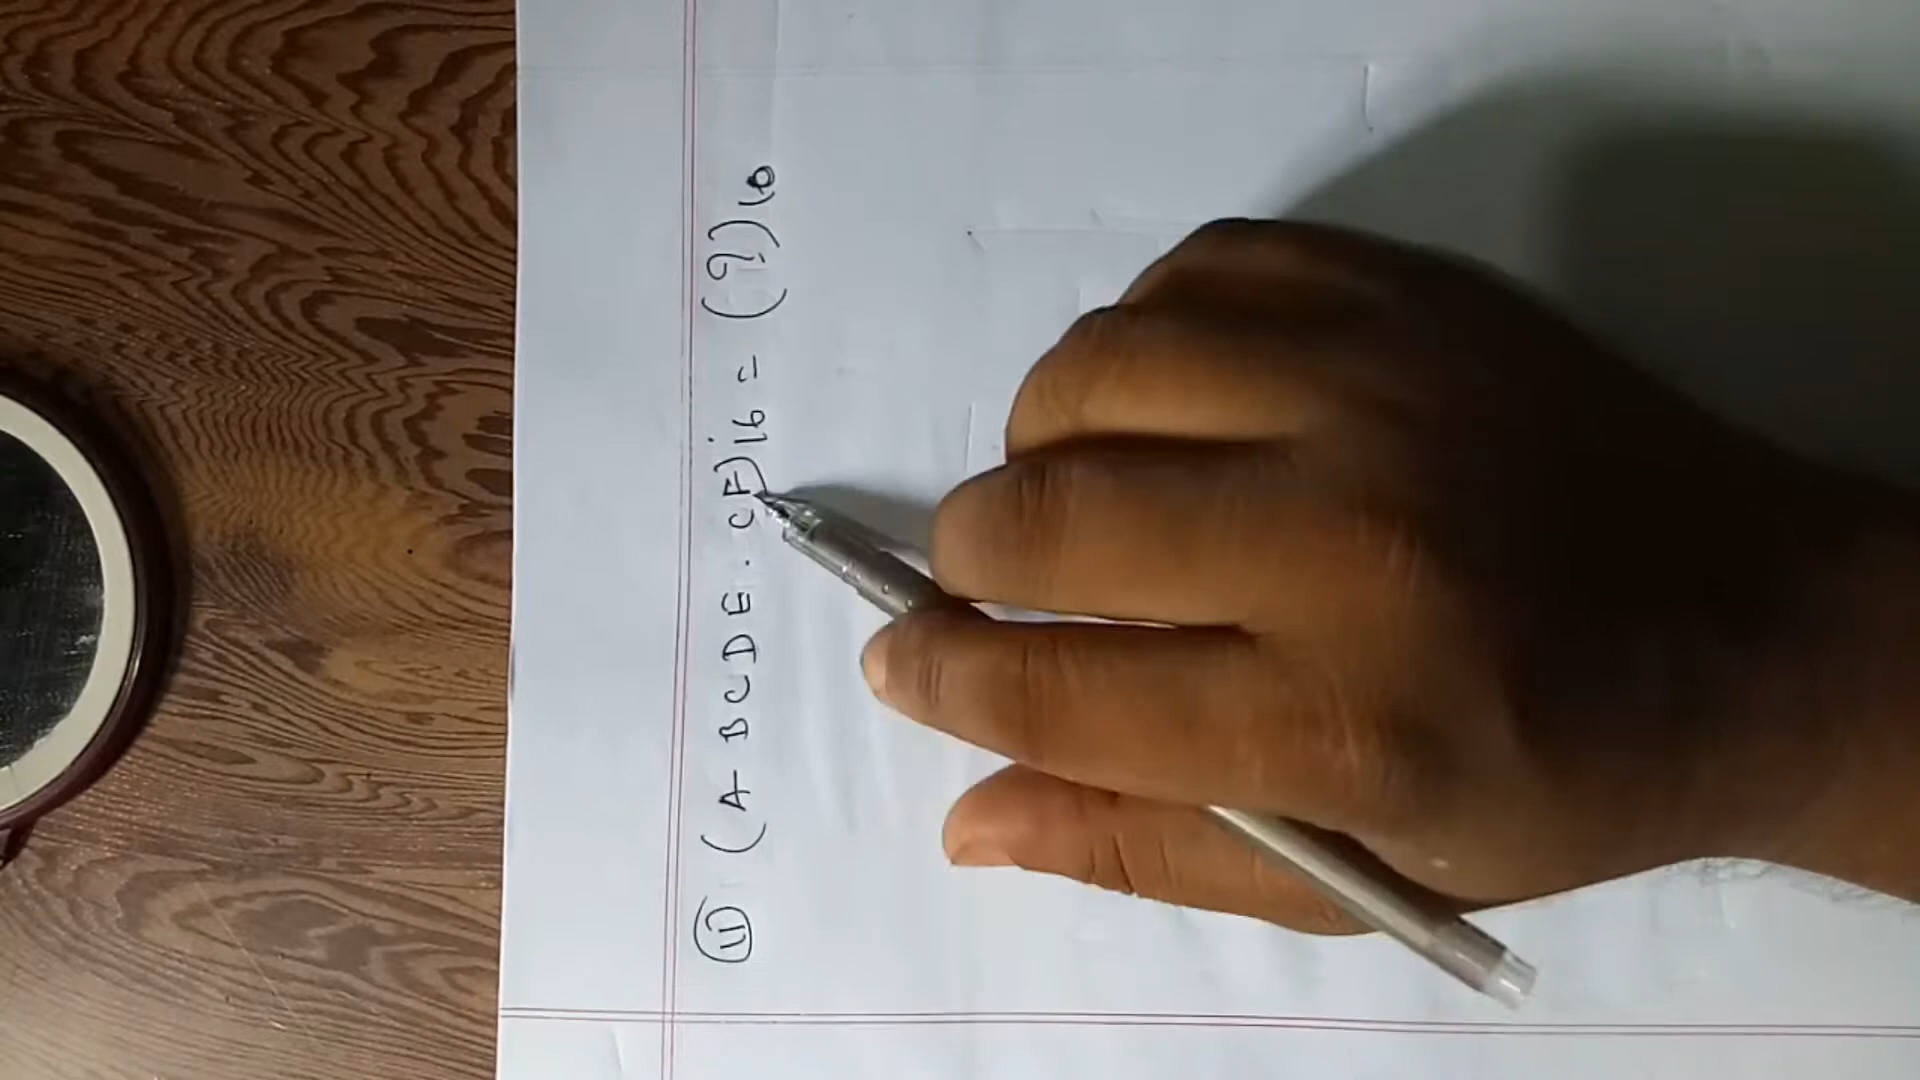 (ii) (ABCDE.CF)16 = (?)10